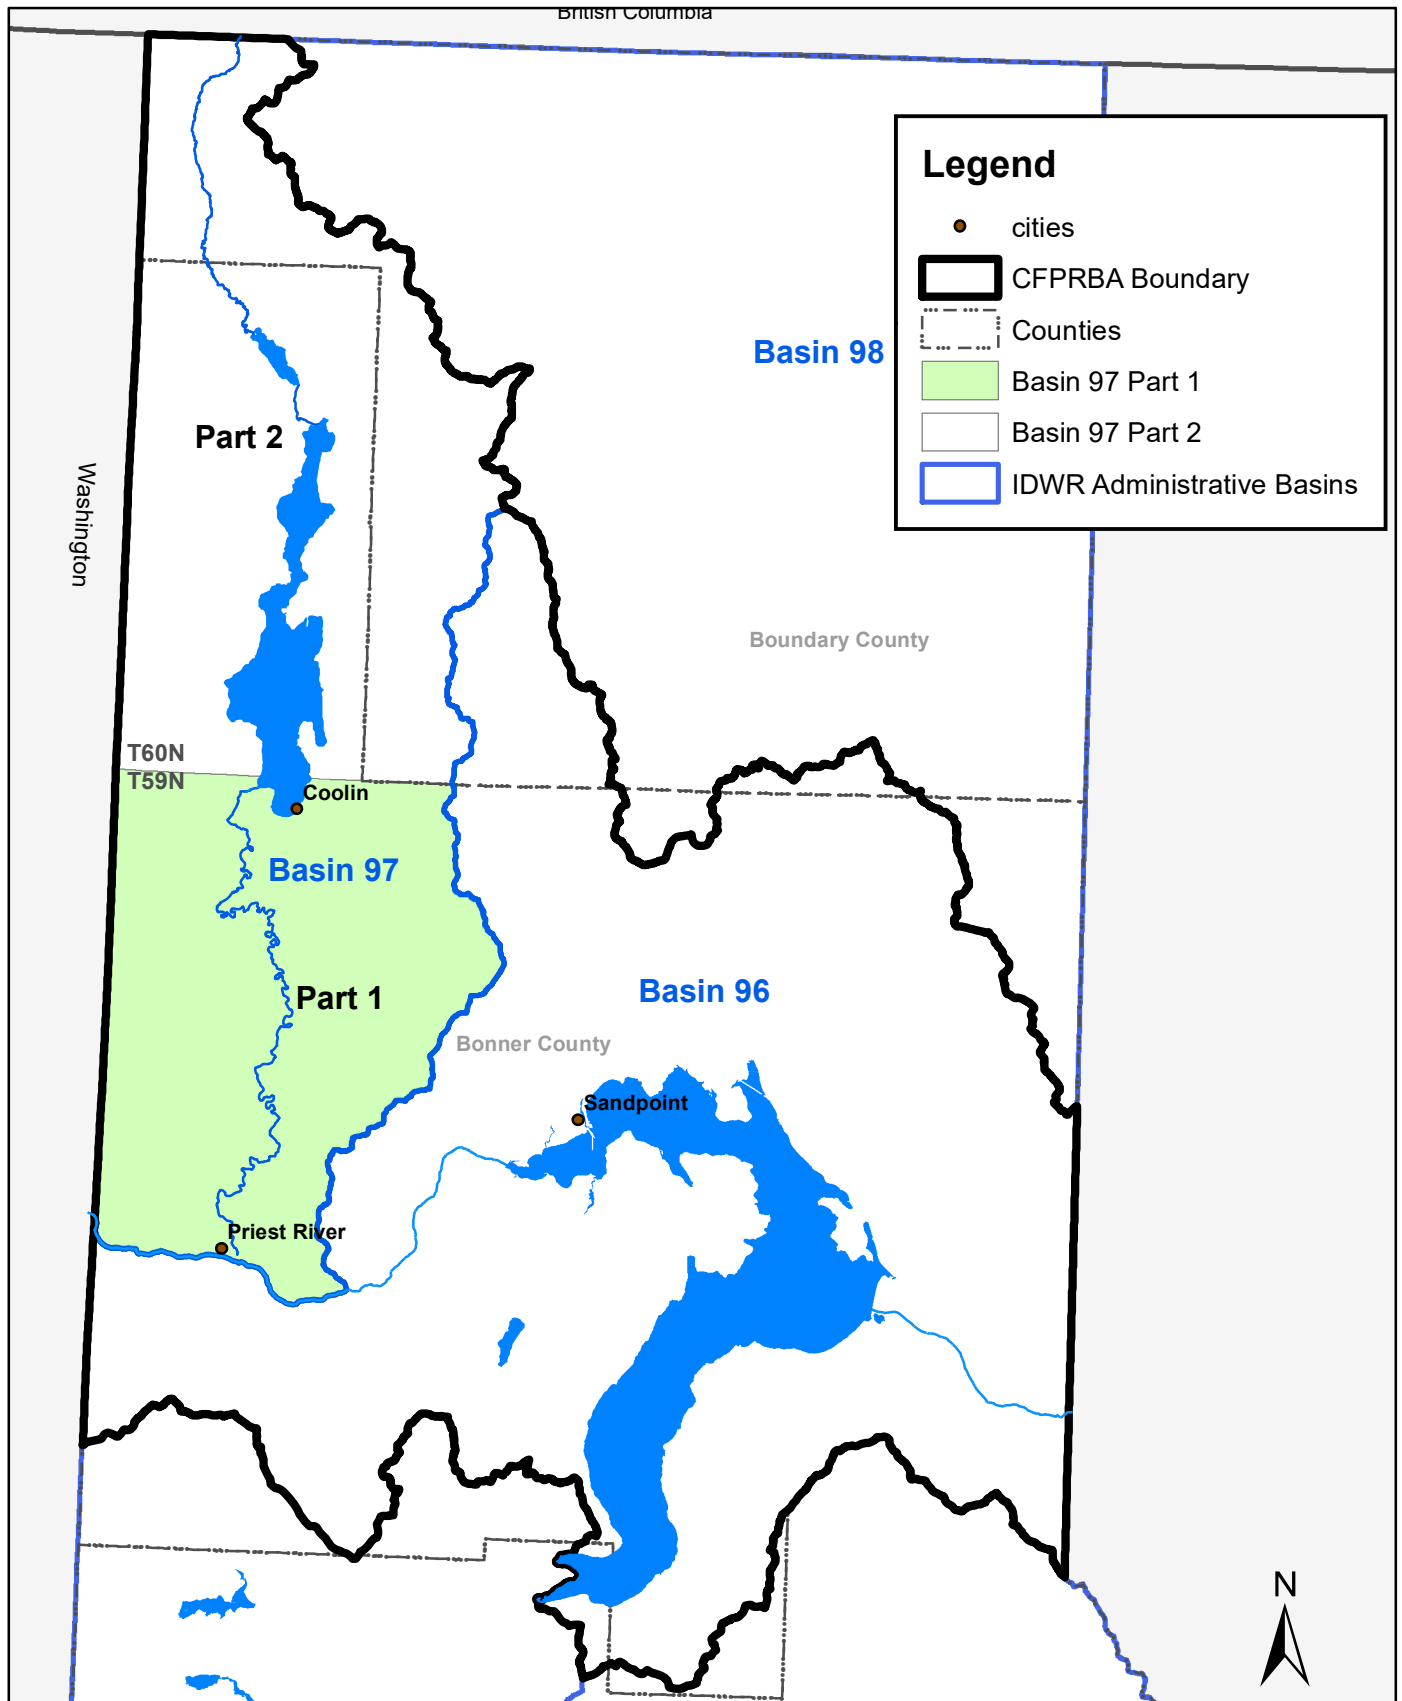 British Columbia
Legend
cities
CFPRBA Boundary
Counties
Basin 97 Part 1
Basin 97 Part 2
IDWR Administrative Basins
Basin 98
Part 2
Washington
Boundary County
T60N
T59N
Coolin
Basin 97
Part 1
Basin 96
Bonner County
Sandpoint
Priest River
N